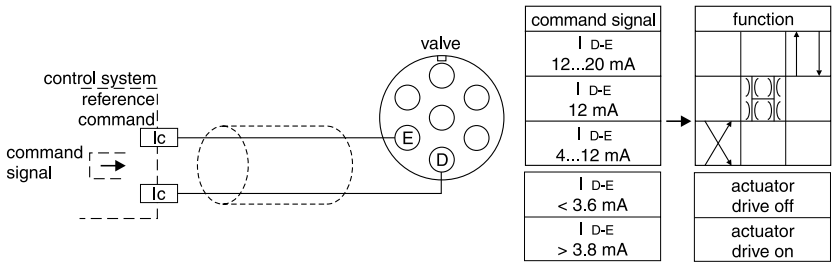 control system
reference
command
Ic
command
signal
Ic
valve
E
D
command signal
I D-E
12...20 mA
I D-E
12 mA
I D-E
4...12 mA
I D-E
< 3.6 mA
I D-E
> 3.8 mA
function
actuator
drive off
actuator
drive on